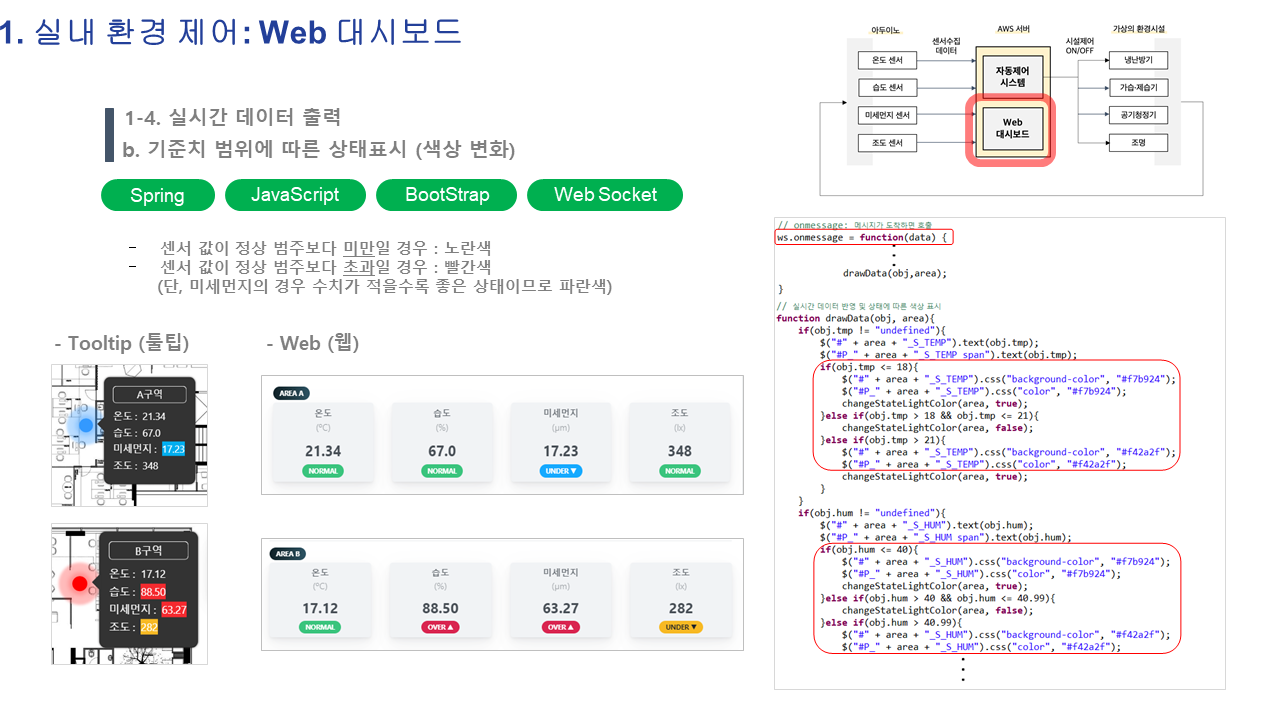 1. 실내 환경 제어: Web 대시보드
1-4. 실시간 데이터 출력
b. 기준치 범위에 따른 상태표시 (색상 변화)
Spring
JavaScript
BootStrap
Web Socket
- 센서 값이 정상 범주보다 미만일 경우 : 노란색
- 센서 값이 정상 범주보다 초과일 경우 : 빨간색
(단, 미세먼지의 경우 수치가 적을수록 좋은 상태이므로 파란색)
- Tooltip (툴팁)
A구역
온도 : 21.34
습도 : 67.0
미세먼지 : 17.23
조도 : 348
B구역
온도 : 17.12
습도 : 88.50
미세먼지 : 63.27
조도 : 282
- Web (웹)
AREA A
온도 습도 미세먼지 조도
(℃) (%) (μm) (lx)
21.34 67.0 17.23 348
NORMAL NORMAL UNDER ▼ NORMAL
AREA B
온도 습도 미세먼지 조도
(℃) (%) (μm) (lx)
17.12 88.50 63.27 282
NORMAL OVER ▲ OVER ▲ UNDER ▼
아두이노
센서수집
데이터
AWS 서버
시설제어
ON/OFF
가상의 환경시설
온도 센서
습도 센서
미세먼지 센서
조도 센서
자동제어
시스템
Web
대시보드
냉난방기
가습·제습기
공기청정기
조명
// onmessage: 메시지가 도착하면 호출
ws.onmessage = function(data) {
drawData(obj,area);
}
// 실시간 데이터 반영 및 상태에 따른 색상 표시
function drawData(obj, area){
if(obj.tmp != "undefined"){
$("#" + area + "_S_TEMP").text(obj.tmp);
$("#P_" + area + "_S_TEMP span").text(obj.tmp);
if(obj.tmp <= 18){
$("#" + area + "_S_TEMP").css("background-color", "#f7b924");
$("#P_" + area + "_S_TEMP").css("color", "#f7b924");
changeStateLightColor(area, true);
}else if(obj.tmp > 18 && obj.tmp <= 21){
changeStateLightColor(area, false);
}else if(obj.tmp > 21){
$("#" + area + "_S_TEMP").css("background-color", "#f42a2f");
$("#P_" + area + "_S_TEMP").css("color", "#f42a2f");
changeStateLightColor(area, true);
}
}
if(obj.hum != "undefined"){
$("#" + area + "_S_HUM").text(obj.hum);
$("#P_" + area + "_S_HUM span").text(obj.hum);
if(obj.hum <= 40){
$("#" + area + "_S_HUM").css("background-color", "#f7b924");
$("#P_" + area + "_S_HUM").css("color", "#f7b924");
changeStateLightColor(area, true);
}else if(obj.hum > 40 && obj.hum <= 40.99){
changeStateLightColor(area, false);
}else if(obj.hum > 40.99){
$("#" + area + "_S_HUM").css("background-color", "#f42a2f");
$("#P_" + area + "_S_HUM").css("color", "#f42a2f");